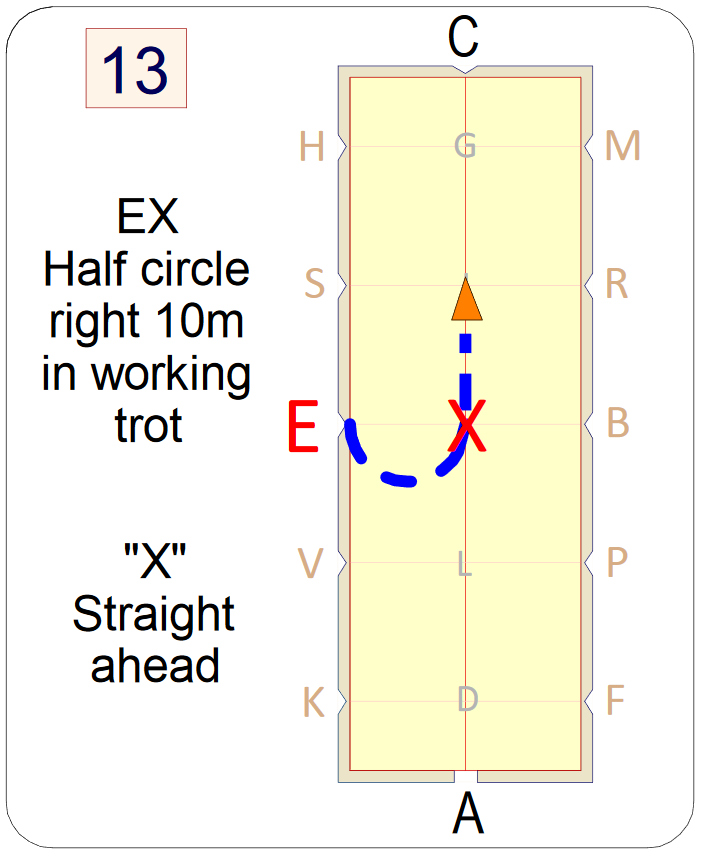 13
EX
Half circle
right 10m
in working
trot
"X"
Straight
ahead
C
H G M
S R
E X B
V L P
K D F
A